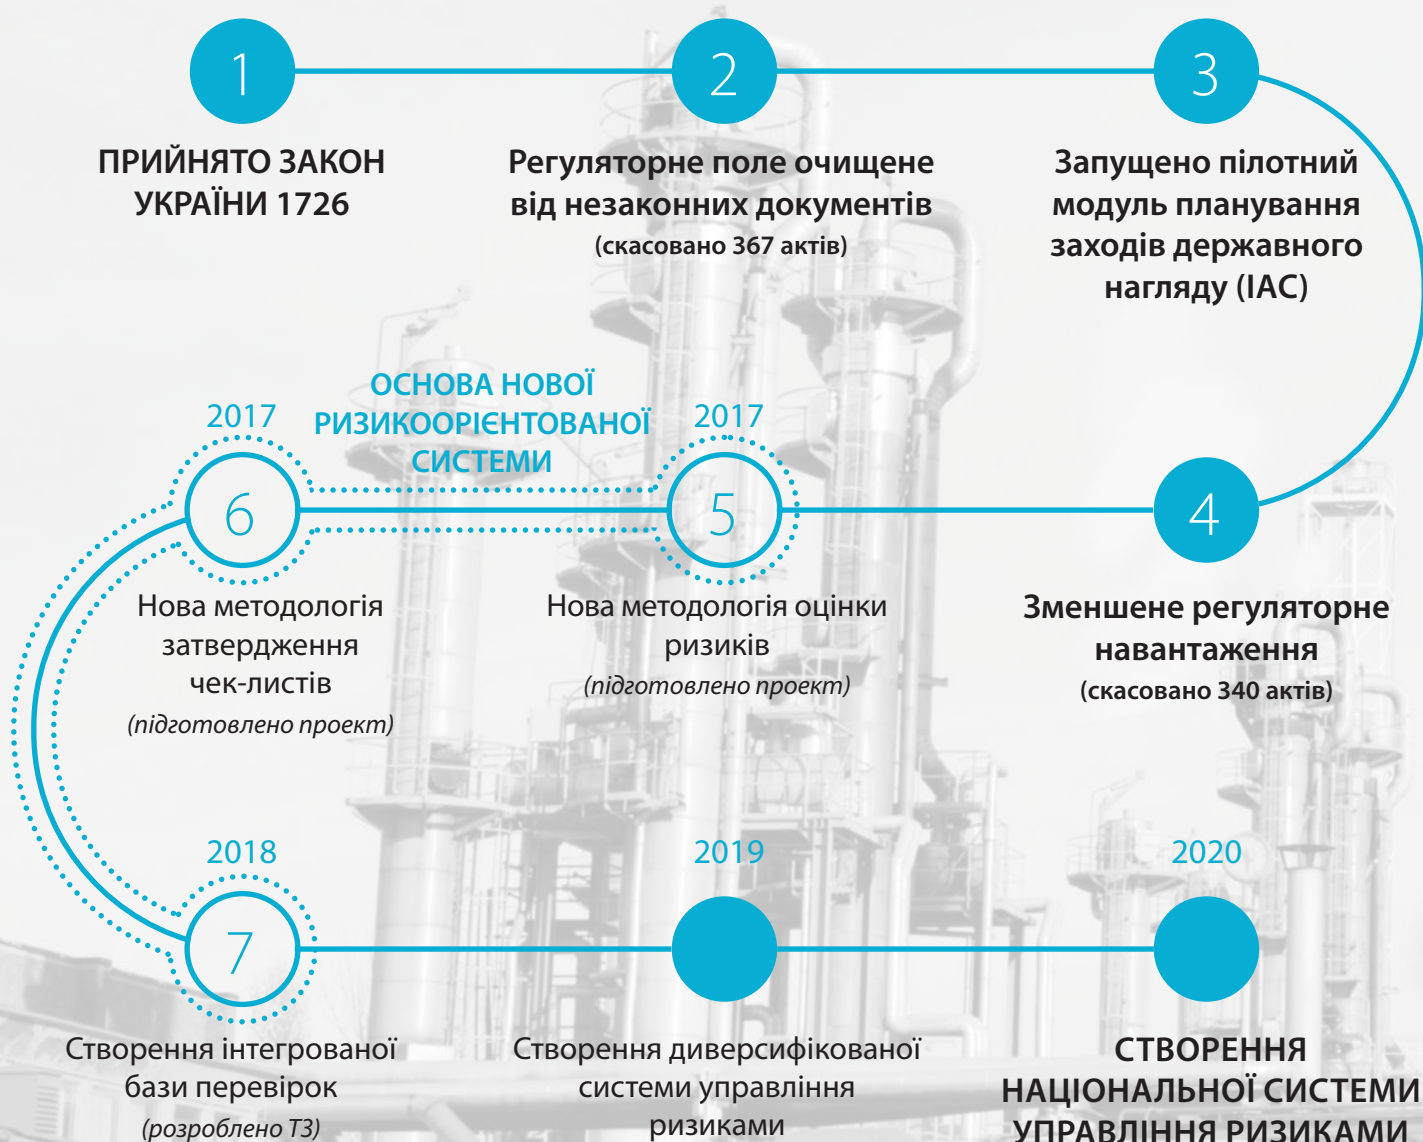 1
2
3
ПРИЙНЯТО ЗАКОН
УКРАЇНИ 1726
Регуляторне поле очищене
від незаконних документів
(скасовано 367 актів)
Запущено пілотний
модуль планування
заходів державного
нагляду (ІАС)
ОСНОВА НОВОЇ
РИЗИКООРІЄНТОВАНОЇ
СИСТЕМИ
2017
6
Нова методологія
затвердження
чек-листів
(підготовлено проект)
2017
5
Нова методологія оцінки
ризиків
(підготовлено проект)
4
Зменшене регуляторне
навантаження
(скасовано 340 актів)
2018
7
Створення інтегрованої
бази перевірок
(розроблено ТЗ)
2019
Створення диверсифікованої
системи управління
ризиками
2020
СТВОРЕННЯ
НАЦІОНАЛЬНОЇ СИСТЕМИ
УПРАВЛІННЯ РИЗИКАМИ